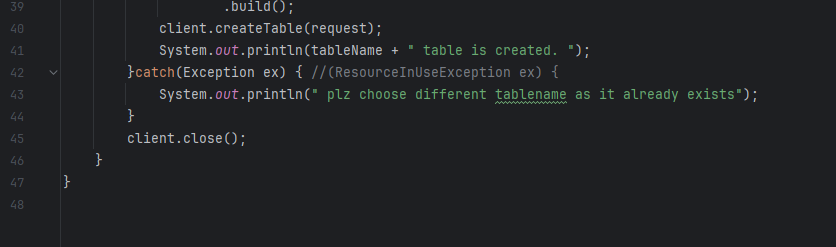 39 .build();
40 client.createTable(request);
41 System.out.println(tableName + " table is created. ");
42 }catch(Exception ex) { //(ResourceInUseException ex) {
43 System.out.println(" plz choose different tablename as it already exists");
44 }
45 client.close();
46 }
47 }
48